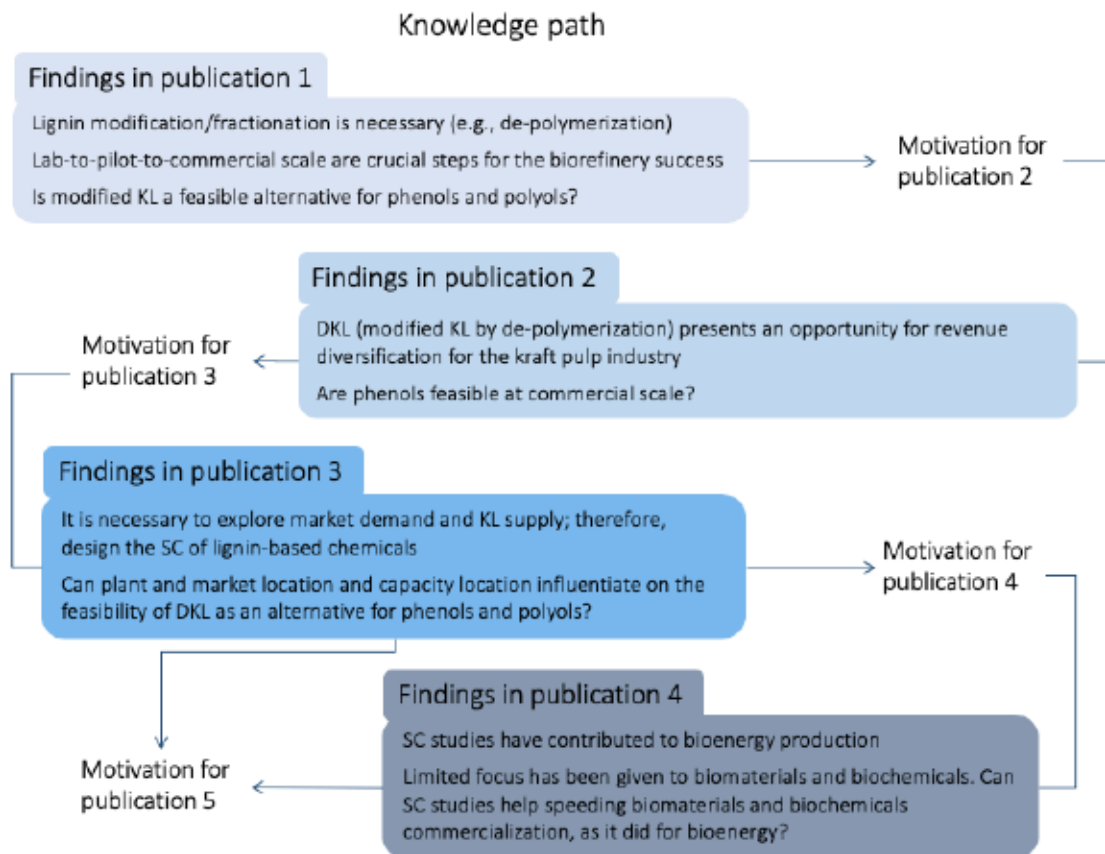 Knowledge path
Findings in publication 1
Lignin modification/fractionation is necessary (e.g., de-polymerization)
Lab-to-pilot-to-commercial scale are crucial steps for the biorefinery success
Is modified KL a feasible alternative for phenols and polyols?
Motivation for
publication 2
Findings in publication 2
DKL (modified KL by de-polymerization) presents an opportunity for revenue
diversification for the kraft pulp industry
Are phenols feasible at commercial scale?
Motivation for
publication 3
Findings in publication 3
It is necessary to explore market demand and KL supply; therefore,
design the SC of lignin-based chemicals
Can plant and market location and capacity location influentiate on the
feasibility of DKL as an alternative for phenols and polyols?
Motivation for
publication 4
Findings in publication 4
SC studies have contributed to bioenergy production
Limited focus has been given to biomaterials and biochemicals. Can
SC studies help speeding biomaterials and biochemicals
commercialization, as it did for bioenergy?
Motivation for
publication 5